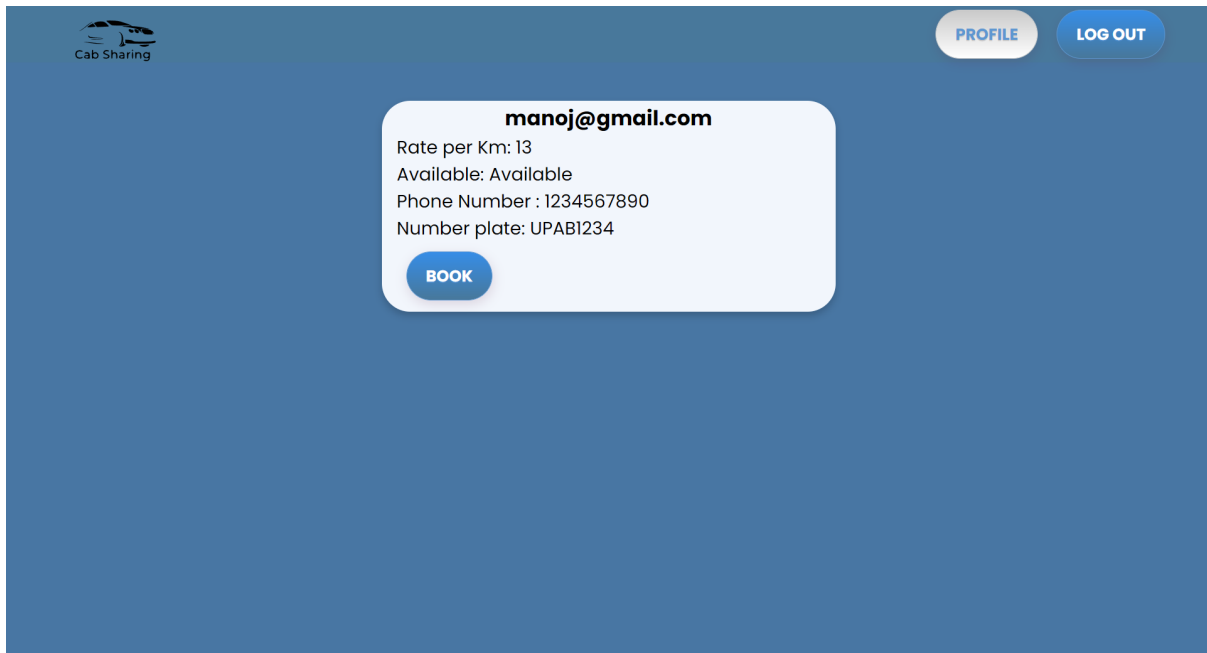 Cab Sharing
PROFILE
LOG OUT
manoj@gmail.com
Rate per Km: 13
Available: Available
Phone Number : 1234567890
Number plate: UPAB1234
BOOK